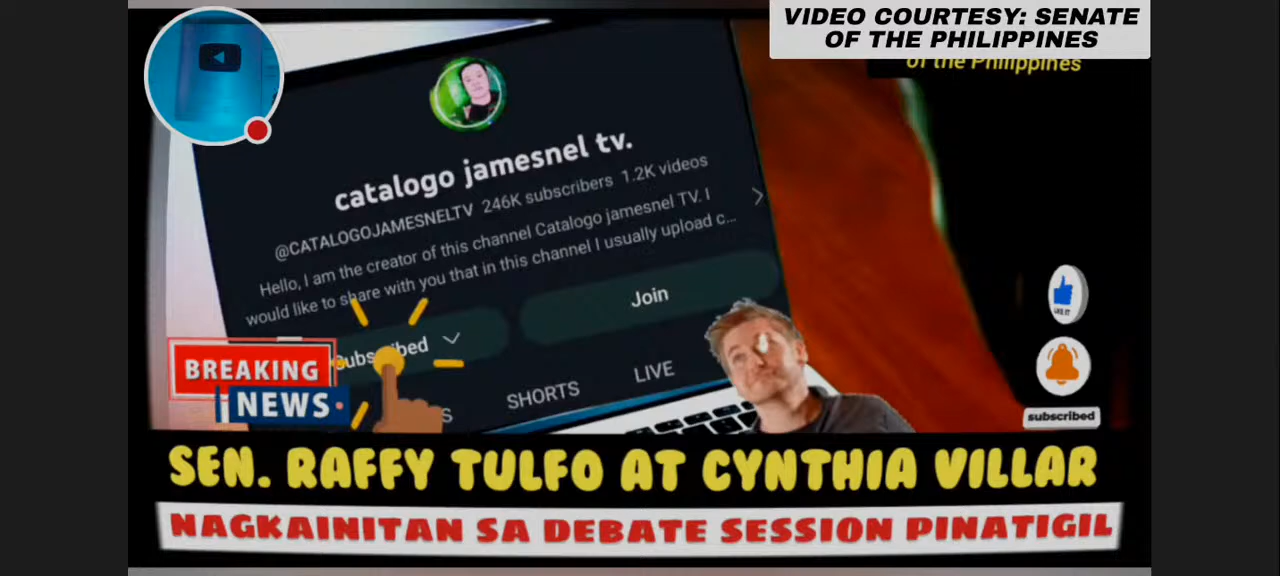 VIDEO COURTESY: SENATE
OF THE PHILIPPINES
of the Philippines
catalogo jamesnel tv.
@CATALOGOJAMESNELTV 246K subscribers 1.2K videos
Hello, I am the creator of this channel Catalogo jamesnel TV. I
would like to share with you that in this channel I usually upload c...
Join
Subscribed
SHORTS
LIVE
BREAKING
NEWS
LIKE IT
subscribed
SEN. RAFFY TULFO AT CYNTHIA VILLAR
NAGKAINITAN SA DEBATE SESSION PINATIGIL